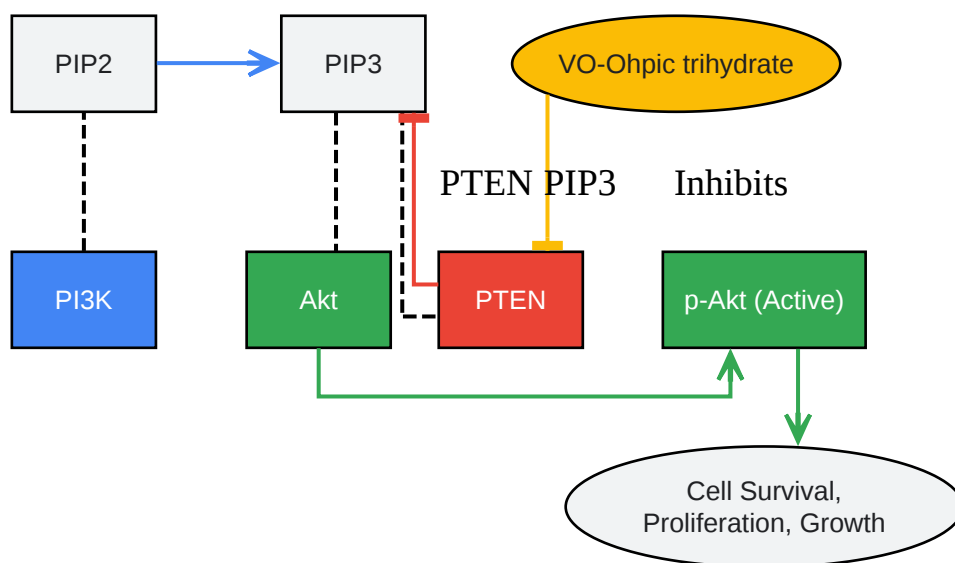 PIP2
PIP3
VO-Ohpic trihydrate
PTEN PIP3
Inhibits
PI3K
Akt
PTEN
p-Akt (Active)
Cell Survival,
Proliferation, Growth